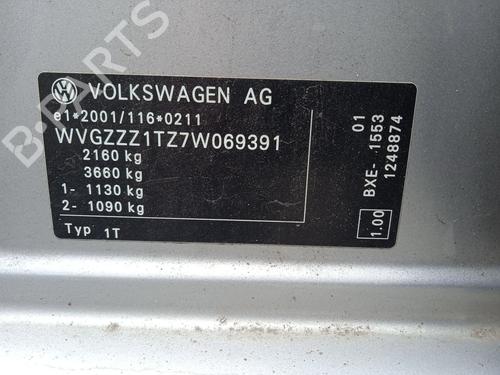 VOLKSWAGEN AG
e1*2001/116*0211
WVGZZZ1TZ7W069391
2160 kg
3660 kg
1- 1130 kg
2- 1090 kg
Typ 1T
01
BXE- 1553
1248874
1.00
B-PARTS